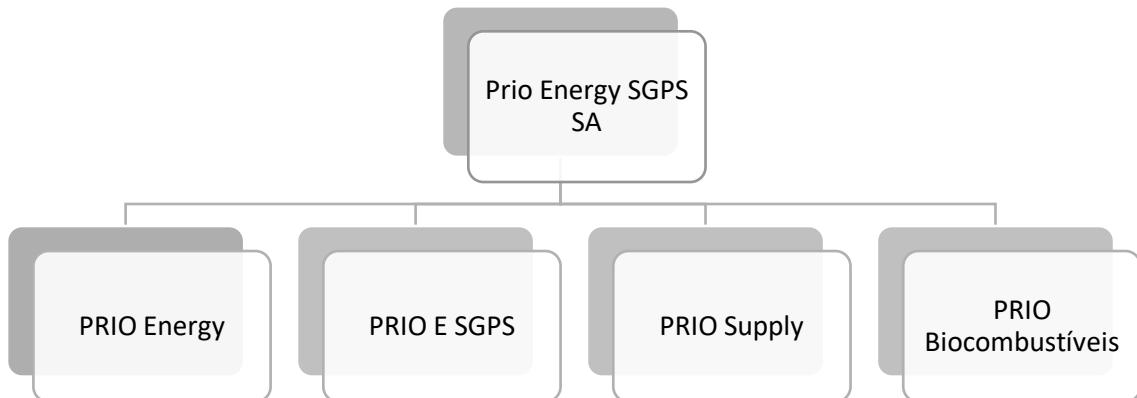 Prio Energy SGPS
SA
PRIO Energy
PRIO E SGPS
PRIO Supply
PRIO
Biocombustíveis